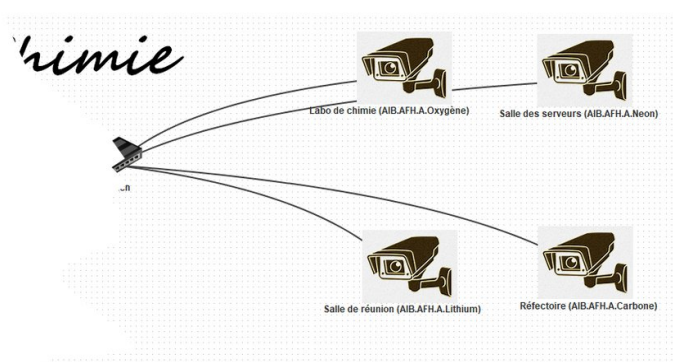 Labo de chimie (AIB.AFH.A.Oxygène)
Salle des serveurs (AIB.AFH.A.Neon)
Salle de réunion (AIB.AFH.A.Lithium)
Réfectoire (AIB.AFH.A.Carbone)